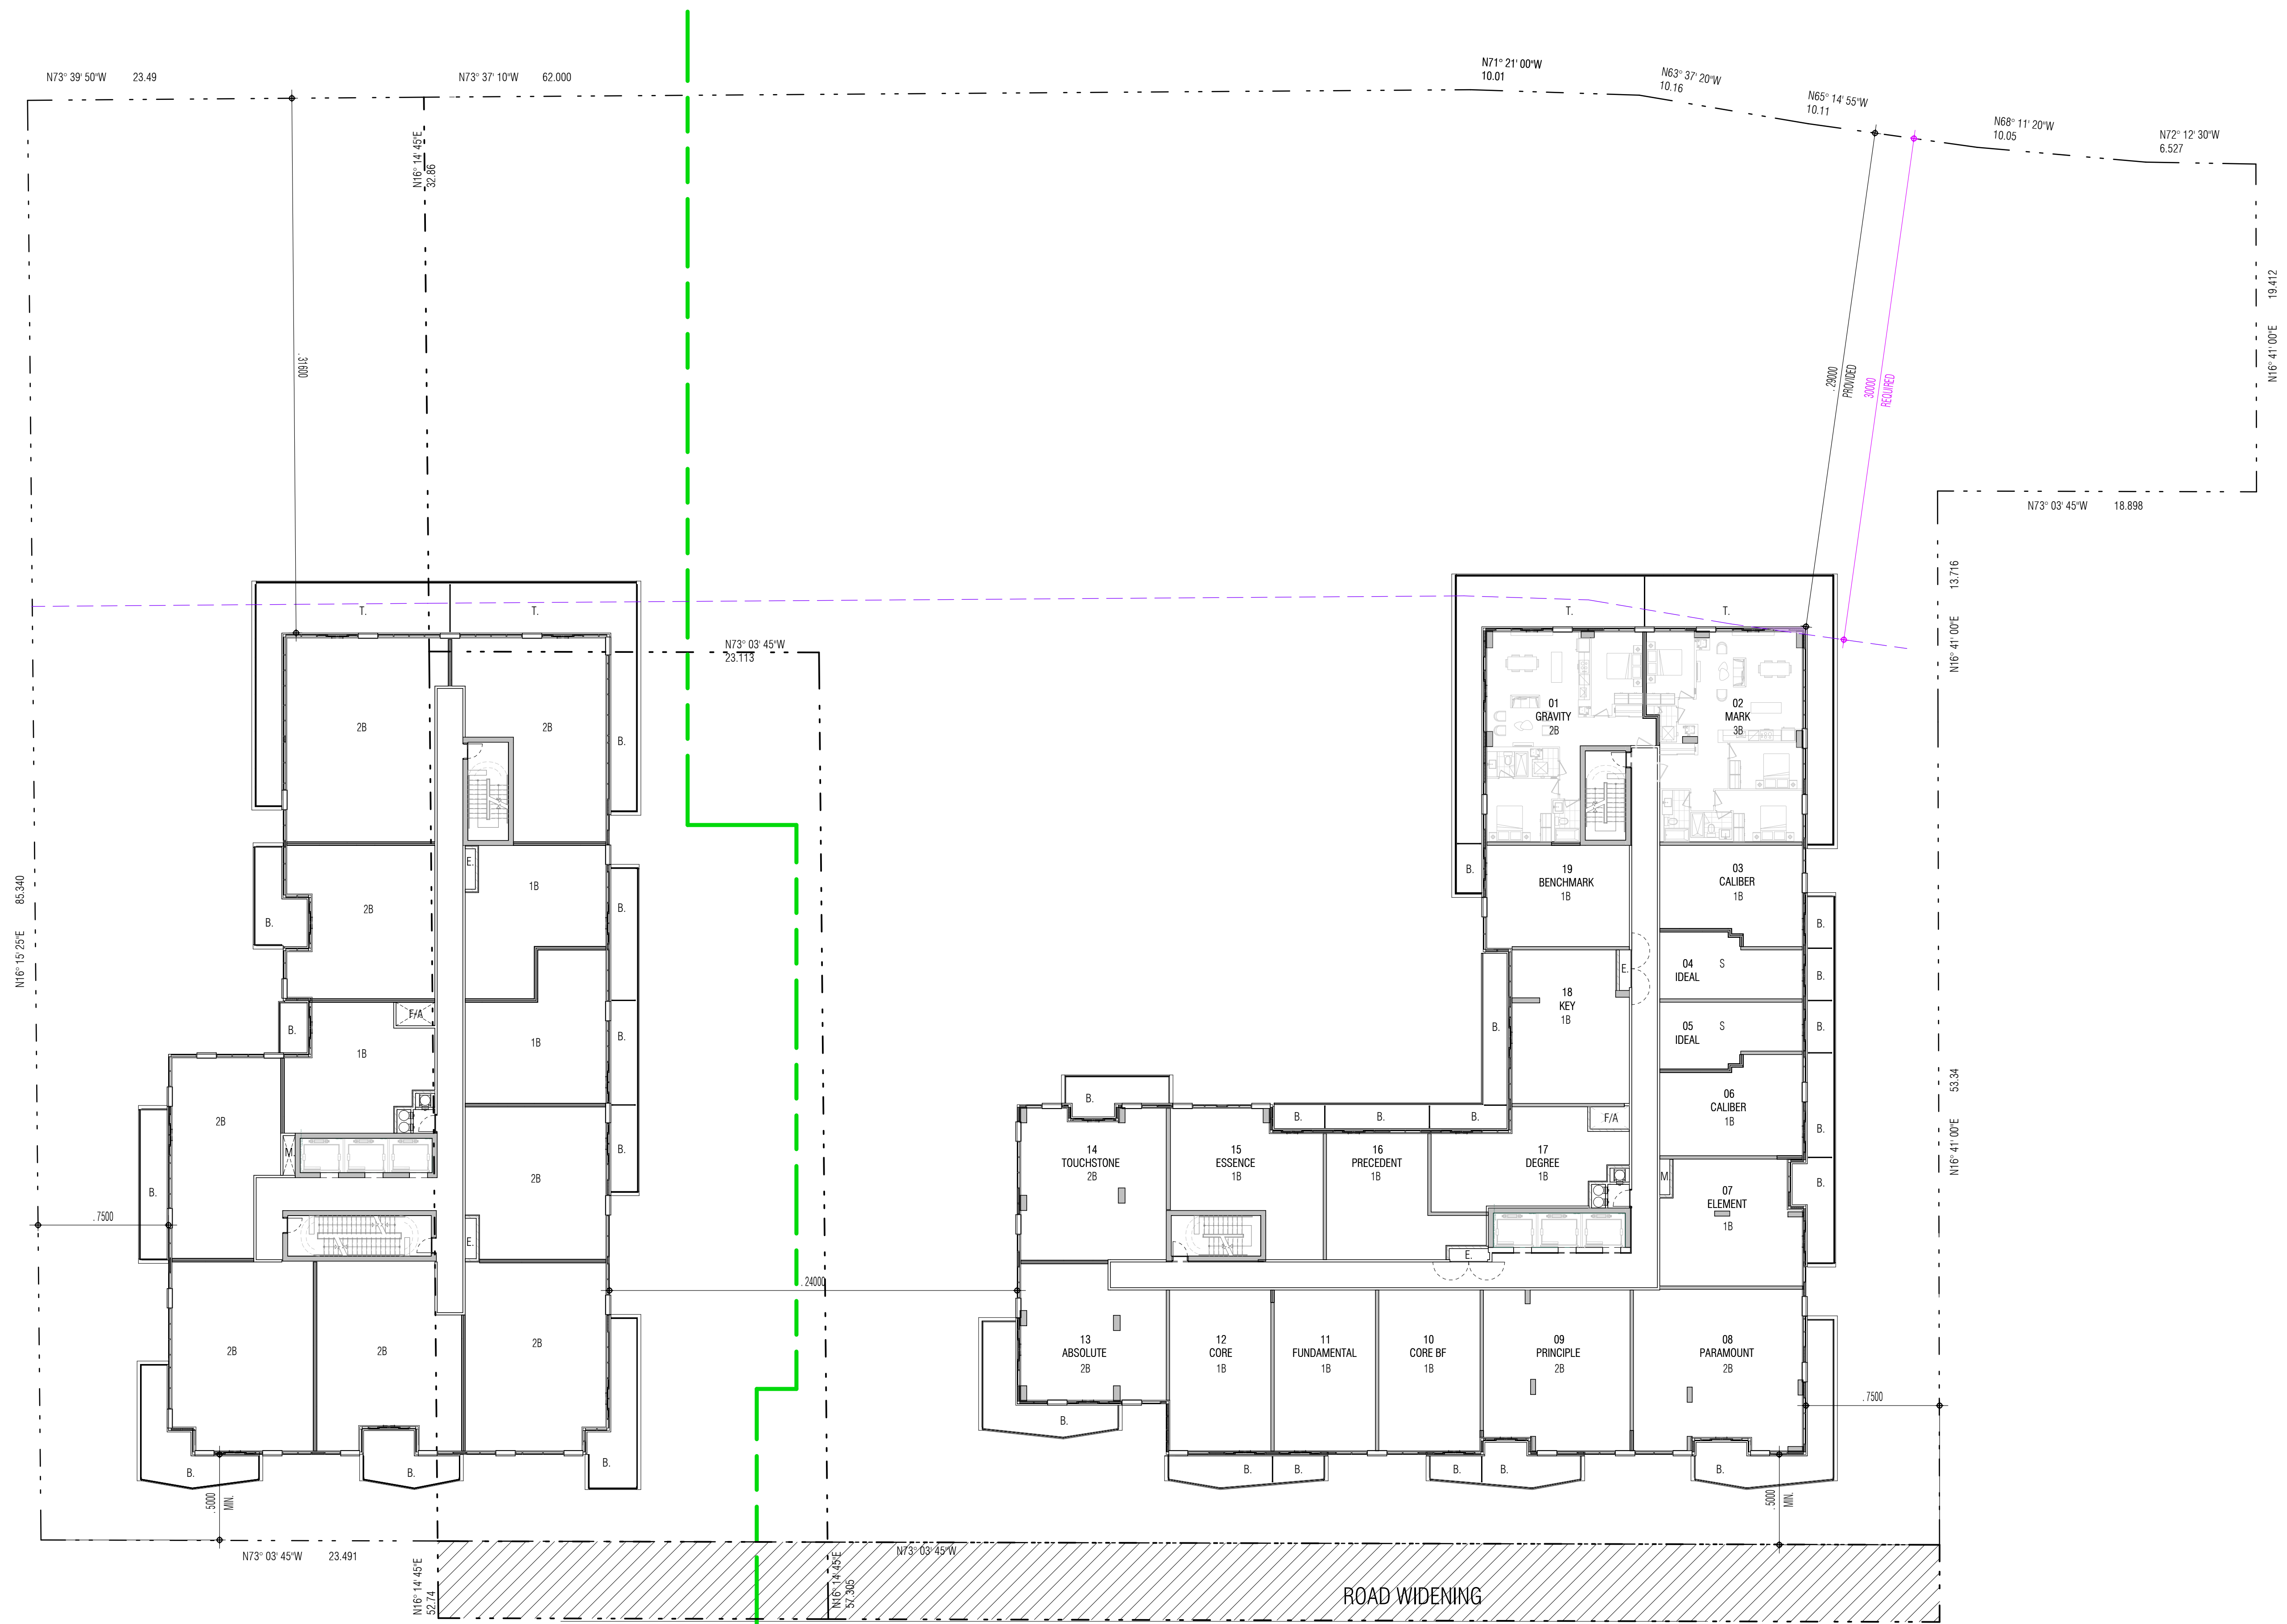 N73° 39' 50"W 23.49
N73° 37' 10"W 62.000
N71° 21' 00"W
10.01
N63° 37' 20"W
10.16
N65° 14' 55"W
10.11
N68° 11' 20"W
10.05
N72° 12' 30"W
6.527
N16° 14' 45"E
32.86
N16° 41' 00"E 19.412
.31600
.29000
PROVIDED
30000
REQUIRED
N73° 03' 45"W 18.898
N16° 41' 00"E 13.716
T.
T.
T.
T.
N73° 03' 45"W
23.113
2B
2B
B.
01
GRAVITY
2B
02
MARK
3B
N16° 15' 25"E 85.340
E.
1B
2B
B.
B.
B.
19
BENCHMARK
1B
03
CALIBER
1B
B.
04
IDEAL
S
B.
E.
18
KEY
1B
B.
05
IDEAL
S
B.
B.
F/A
1B
1B
B.
06
CALIBER
1B
B.
N16° 41' 00"E 53.34
B.
B.
B.
B.
F/A
2B
M.
B.
2B
B.
14
TOUCHSTONE
2B
15
ESSENCE
1B
16
PRECEDENT
1B
17
DEGREE
1B
M.
07
ELEMENT
1B
B.
.7500
E.
E.
.24000
2B
2B
2B
13
ABSOLUTE
2B
12
CORE
1B
11
FUNDAMENTAL
1B
10
CORE BF
1B
09
PRINCIPLE
2B
08
PARAMOUNT
2B
.7500
B.
B.
B.
B.
B.
B.
B.
B.
B.
.5000
MIN.
.5000
MIN.
N73° 03' 45"W 23.491
N73° 03' 45"W
N16° 14' 45"E
52.74
N16° 14' 45"E
57.305
ROAD WIDENING